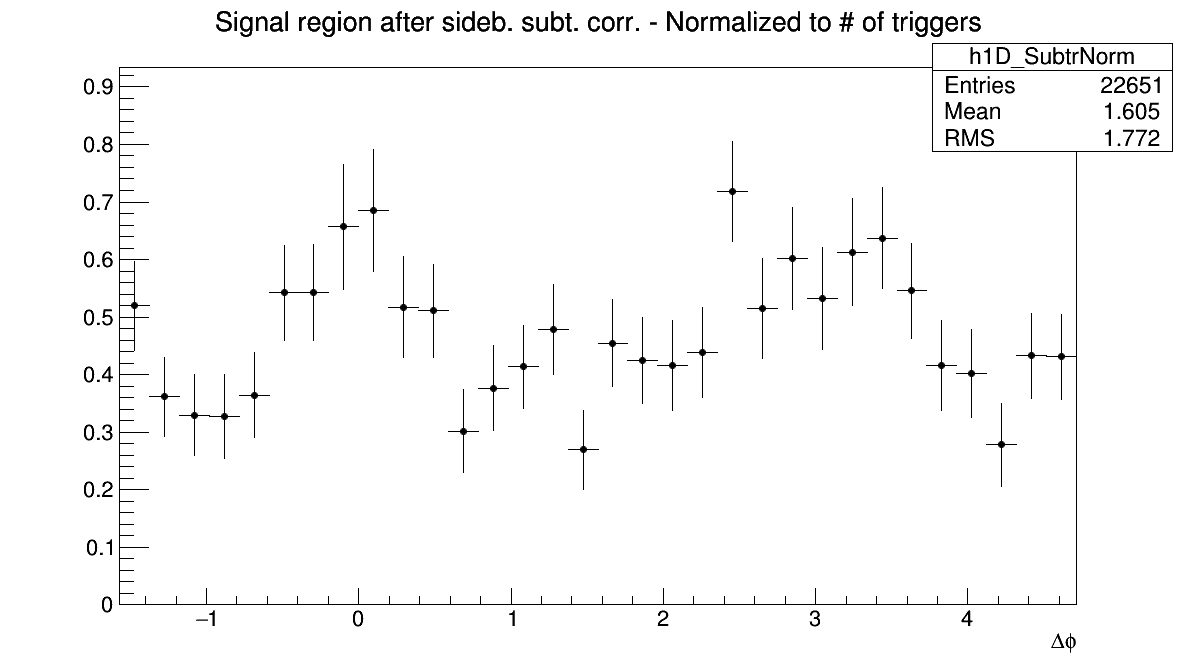 Signal region after sideb. subt. corr. - Normalized to # of triggers
h1D_SubtrNorm
Entries 22651
Mean 1.605
RMS 1.772
0.9
0.8
0.7
0.6
0.5
0.4
0.3
0.2
0.1
0
−1 0 1 2 3 4
Δϕ